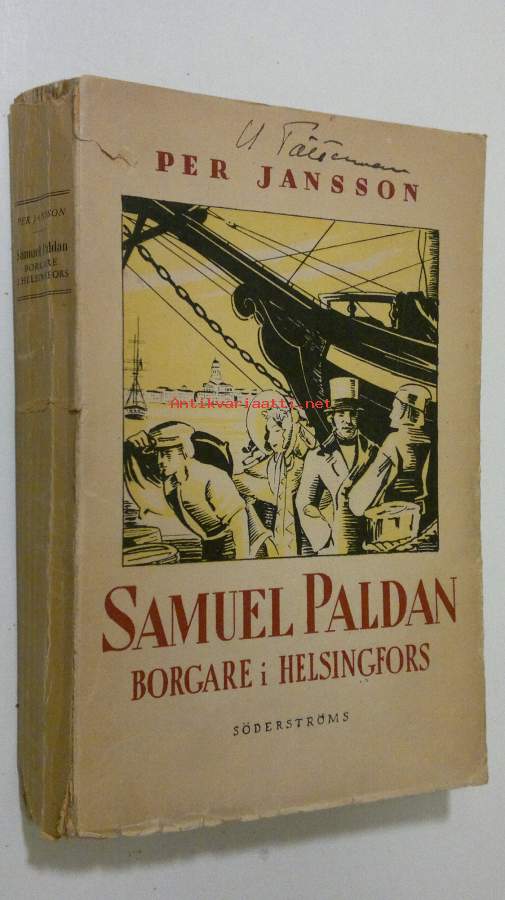 PER JANSSON
SAMUEL PALDAN
BORGARE i HELSINGFORS
SÖDERSTRÖMS
PER JANSSON
Samuel Paldan
BORGARE
I HELSINGFORS
Antikvariaatti.net